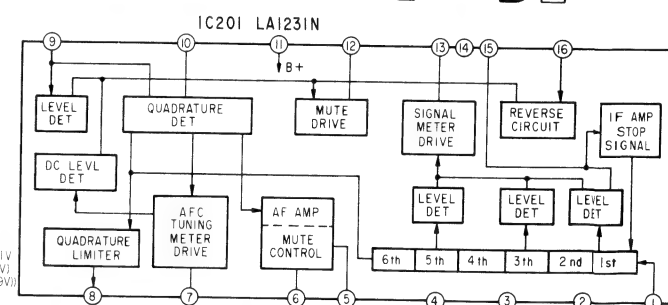 IC201 LA1231N
9
10
11
12
13
14
15
16
B+
LEVEL
DET
QUADRATURE
DET
MUTE
DRIVE
SIGNAL
METER
DRIVE
REVERSE
CIRCUIT
IF AMP
STOP
SIGNAL
DC LEVL
DET
AFC
TUNING
METER
DRIVE
AF AMP
MUTE
CONTROL
LEVEL
DET
LEVEL
DET
LEVEL
DET
QUADRATURE
LIMITER
6th 5th 4th 3th 2nd 1st
1V
V)
9V))
8
7
6
5
4
3
2
1